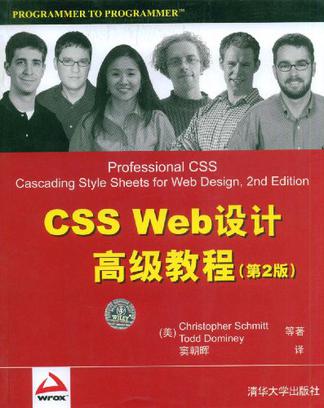 PROGRAMMER TO PROGRAMMER™
Professional CSS
Cascading Style Sheets for Web Design, 2nd Edition
CSS Web设计
高级教程(第2版)
(美) Christopher Schmitt 等著
Todd Dominey
窦朝晖 译
WILEY
wrox™
清华大学出版社